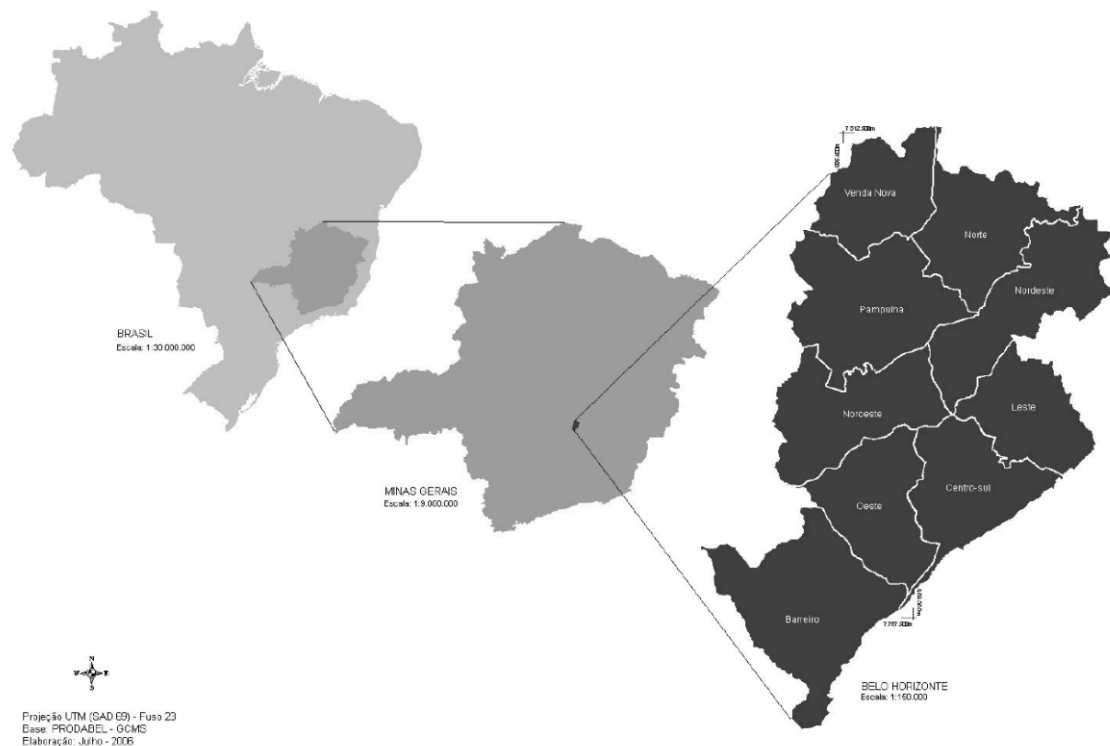 Venda Nova
Norte
Nordeste
Pampulha
BRASIL
Escala: 1:30.000.000
Noroeste
Leste
MINAS GERAIS
Escala: 1:9.000.000
Centro-sul
Oeste
Barreiro
N
W
E
BELO HORIZONTE
Escala: 1:150.000
Projeção UTM (SAD 69) - Fuso 23
Base: PRODABEL - GCMS
Elaboração: Julho - 2006